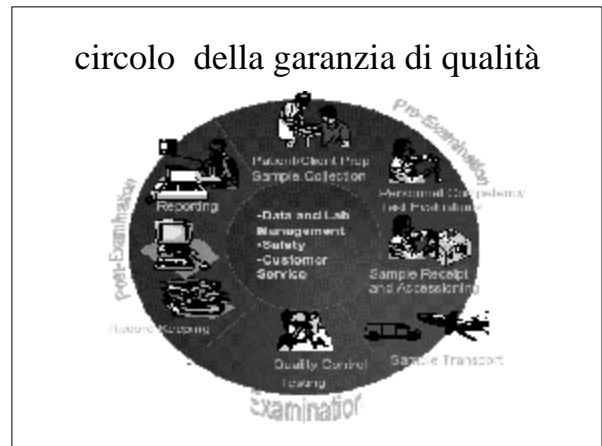 circolo della garanzia di qualità
Pre-Examination
Patient/Client Prep
Sample Collection
Personnel Competency
Test Evaluations
Reporting
-Data and Lab
Management
-Safety
-Customer
Service
Post-Examination
Sample Receipt
and Accessioning
Record Keeping
Sample Transport
Quality Control
Testing
Examination